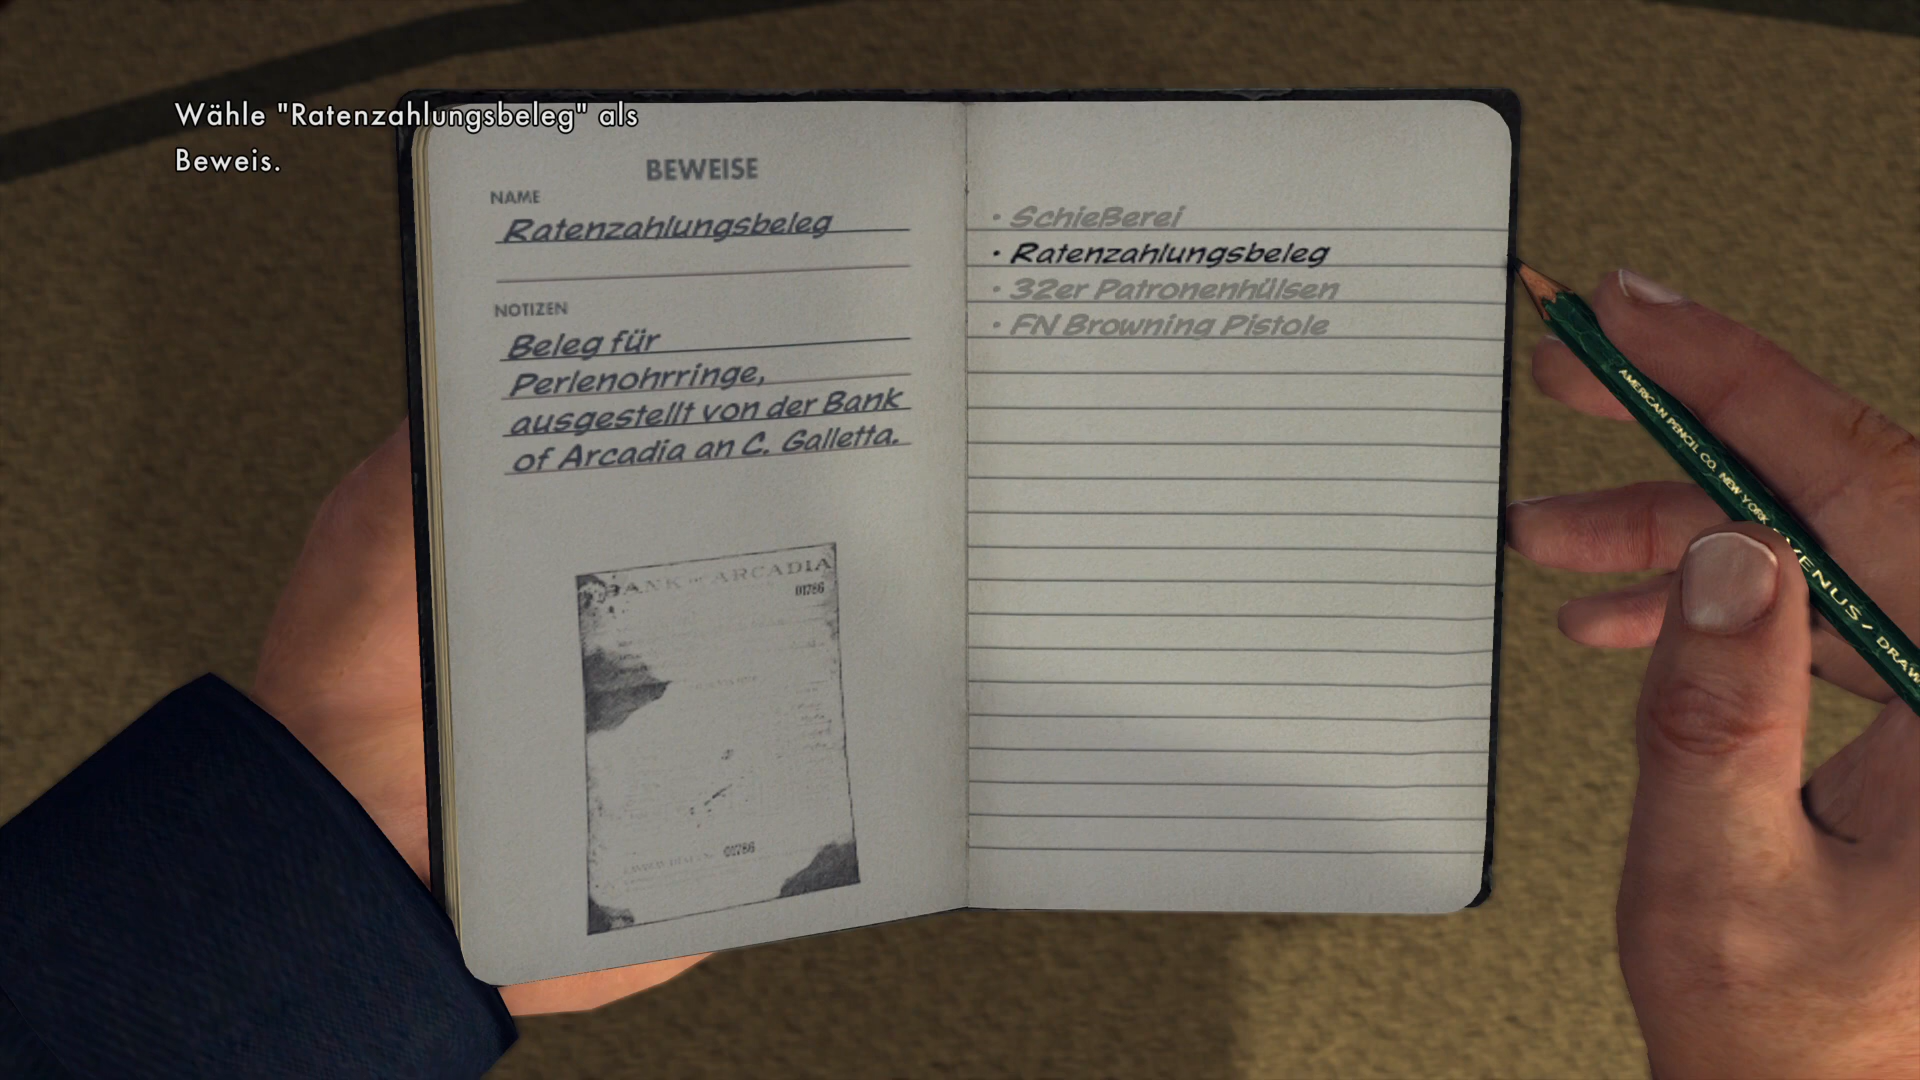 Wähle "Ratenzahlungsbeleg" als
Beweis.
BEWEISE
NAME
Ratenzahlungsbeleg
NOTIZEN
Beleg für
Perlenohrringe,
ausgestellt von der Bank
of Arcadia an C. Galletta.
BANK OF ARCADIA
01786
01786
• Schießerei
• Ratenzahlungsbeleg
• 32er Patronenhülsen
• FN Browning Pistole
AMERICAN PENCIL CO. NEW YORK
VENUS